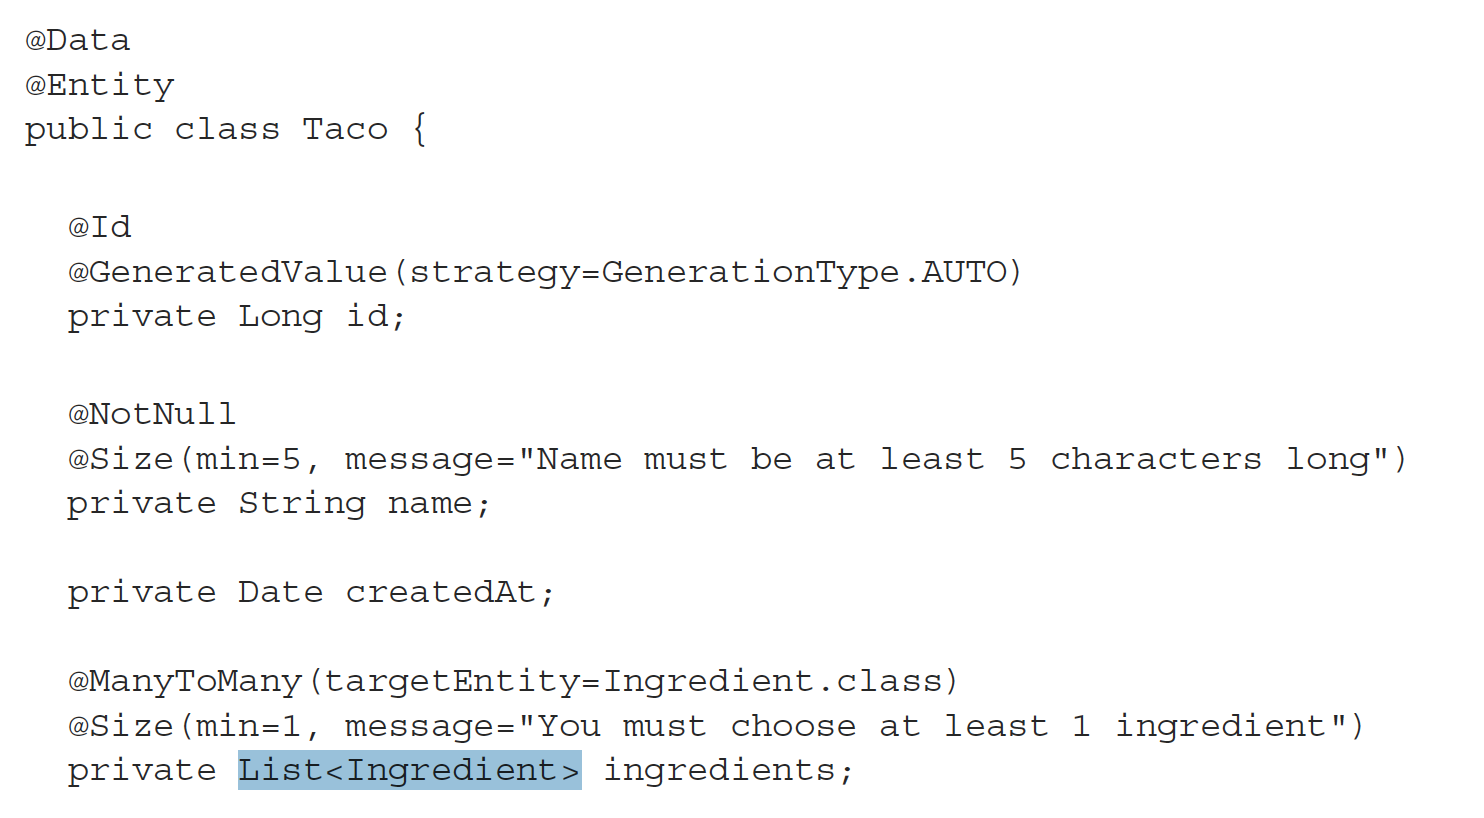 @Data
@Entity
public class Taco {
@Id
@GeneratedValue(strategy=GenerationType.AUTO)
private Long id;
@NotNull
@Size(min=5, message="Name must be at least 5 characters long")
private String name;
private Date createdAt;
@ManyToMany(targetEntity=Ingredient.class)
@Size(min=1, message="You must choose at least 1 ingredient")
private List<Ingredient> ingredients;